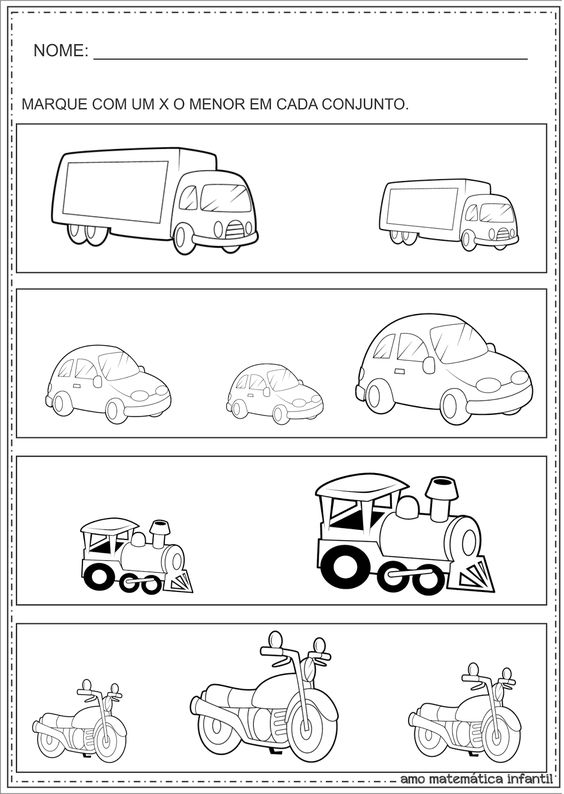 NOME:
MARQUE COM UM X O MENOR EM CADA CONJUNTO.
amo matemática infantil